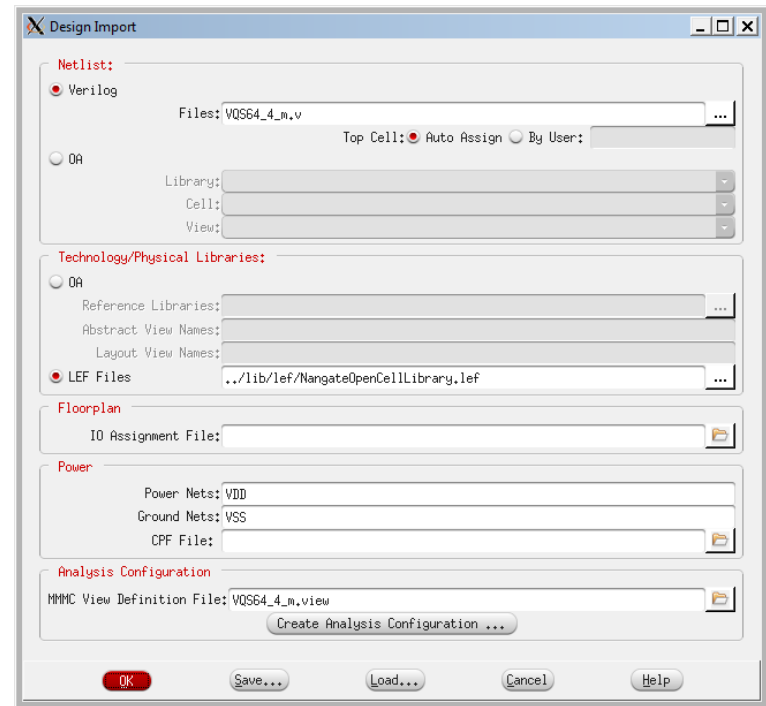 Design Import
Netlist:
Verilog
Files: VQS64_4_m.v ...
Top Cell: Auto Assign By User:
OA
Library:
Cell:
View:
Technology/Physical Libraries:
OA
Reference Libraries: ...
Abstract View Names:
Layout View Names:
LEF Files ../lib/lef/NangateOpenCellLibrary.lef ...
Floorplan
IO Assignment File:
Power
Power Nets: VDD
Ground Nets: VSS
CPF File:
Analysis Configuration
MMMC View Definition File: VQS64_4_m.view
Create Analysis Configuration ...
OK Save... Load... Cancel Help